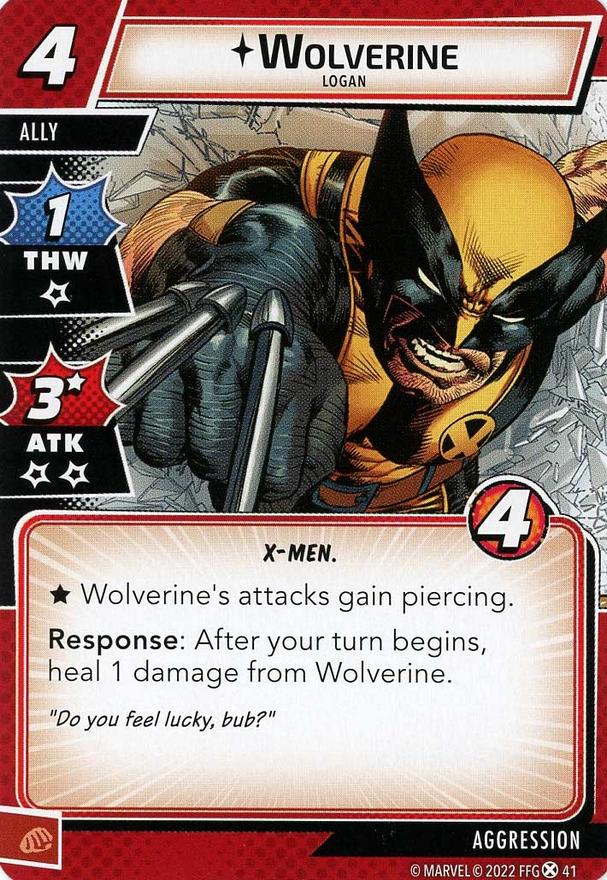 4
WOLVERINE
LOGAN
ALLY
1
THW
3
ATK
4
X-MEN.
★ Wolverine's attacks gain piercing.
Response: After your turn begins,
heal 1 damage from Wolverine.
"Do you feel lucky, bub?"
AGGRESSION
© MARVEL © 2022 FFG 41